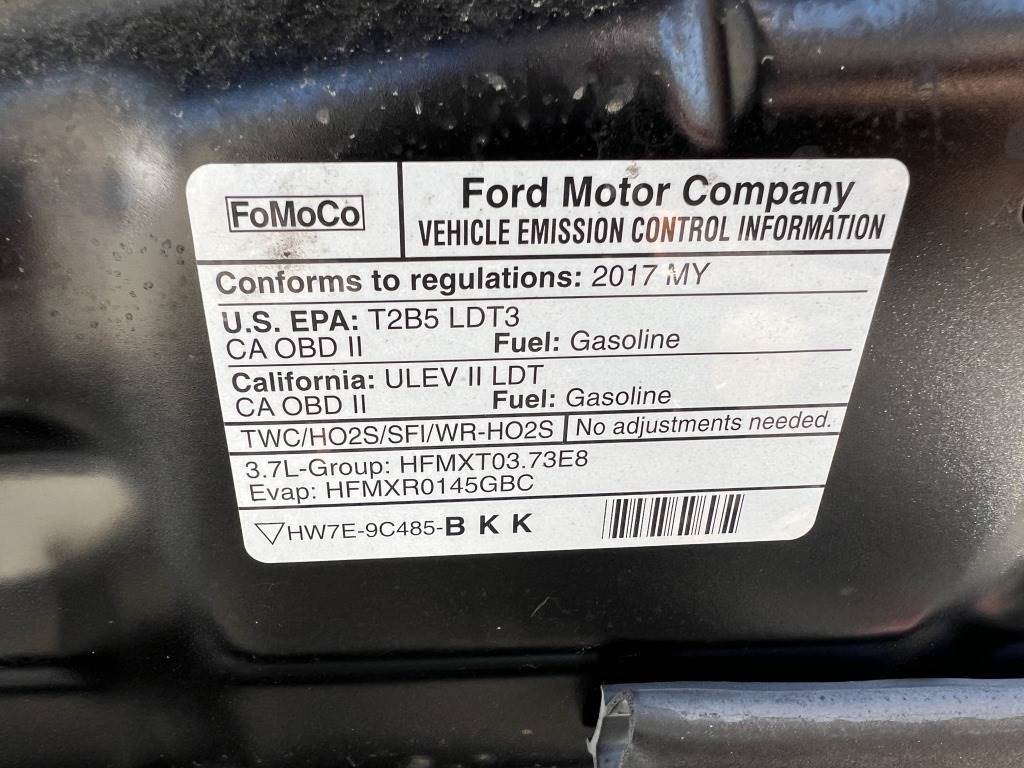 FoMoCo
Ford Motor Company
VEHICLE EMISSION CONTROL INFORMATION
Conforms to regulations: 2017 MY
U.S. EPA: T2B5 LDT3
CA OBD II Fuel: Gasoline
California: ULEV II LDT
CA OBD II Fuel: Gasoline
TWC/HO2S/SFI/WR-HO2S No adjustments needed.
3.7L-Group: HFMXT03.73E8
Evap: HFMXR0145GBC
HW7E-9C485-B K K